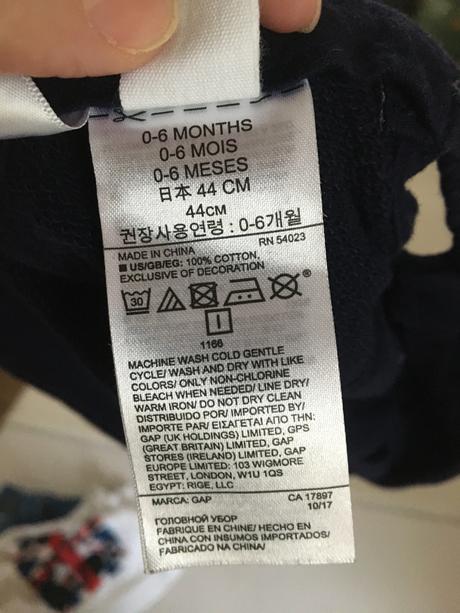 0-6 MONTHS
0-6 MOIS
0-6 MESES
日本 44 CM
44CM
권장사용연령 : 0-6개월
RN 54023
MADE IN CHINA
US/GB/EG: 100% COTTON,
EXCLUSIVE OF DECORATION
30
®
1166
MACHINE WASH COLD GENTLE
CYCLE/ WASH AND DRY WITH LIKE
COLORS/ ONLY NON-CHLORINE
BLEACH WHEN NEEDED/ LINE DRY/
WARM IRON/ DO NOT DRY CLEAN
DISTRIBUIDO POR/ IMPORTED BY/
IMPORTE PAR/ ΕΙΣΑΓΕΤΑΙ ΑΠΟ ΤΗΝ:
GAP (UK HOLDINGS) LIMITED, GPS
(GREAT BRITAIN) LIMITED, GAP
STORES (IRELAND) LIMITED, GAP
EUROPE LIMITED: 103 WIGMORE
STREET, LONDON, W1U 1QS
EGYPT: RIGE, LLC
MARCA: GAP
CA 17897
10/17
ГОЛОВНОЙ УБОР
FABRIQUE EN CHINE/ HECHO EN
CHINA CON INSUMOS IMPORTADOS/
FABRICADO NA CHINA/